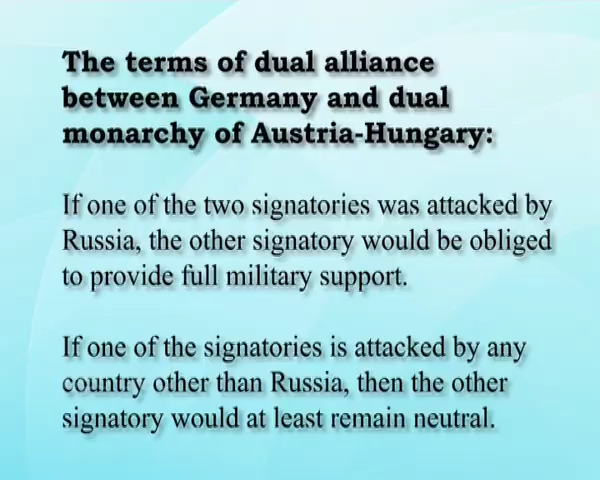 The terms of dual alliance
between Germany and dual
monarchy of Austria-Hungary:
If one of the two signatories was attacked by
Russia, the other signatory would be obliged
to provide full military support.
If one of the signatories is attacked by any
country other than Russia, then the other
signatory would at least remain neutral.